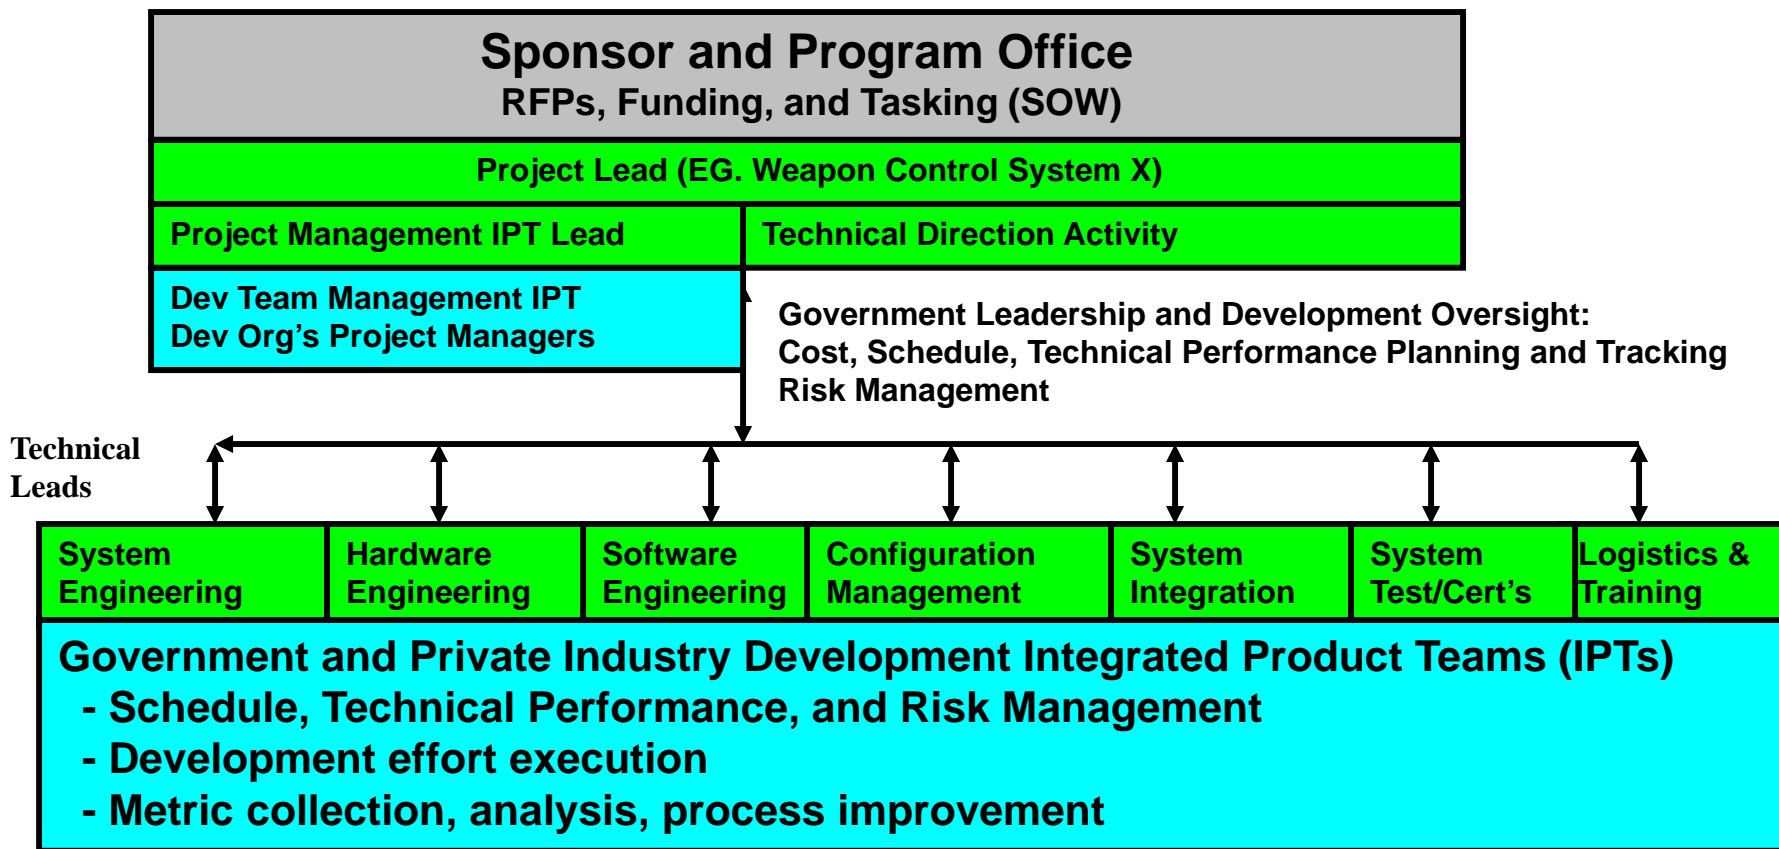 Sponsor and Program Office
RFPs, Funding, and Tasking (SOW)
Project Lead (EG. Weapon Control System X)
Project Management IPT Lead
Technical Direction Activity
Dev Team Management IPT
Dev Org's Project Managers
Government Leadership and Development Oversight:
Cost, Schedule, Technical Performance Planning and Tracking
Risk Management
Technical
Leads
System
Engineering
Hardware
Engineering
Software
Engineering
Configuration
Management
System
Integration
System
Test/Cert's
Logistics &
Training
Government and Private Industry Development Integrated Product Teams (IPTs)
- Schedule, Technical Performance, and Risk Management
- Development effort execution
- Metric collection, analysis, process improvement